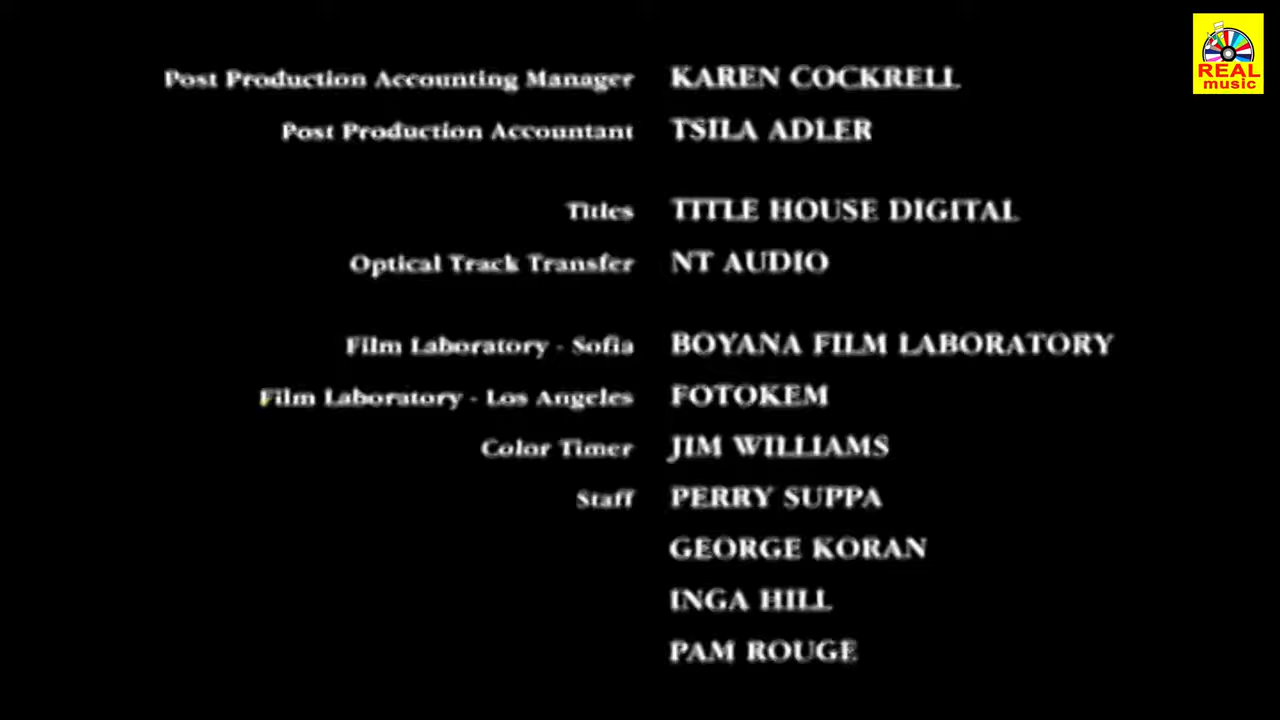 REAL
music
Post Production Accounting Manager KAREN COCKRELL
Post Production Accountant TSILA ADLER
Titles TITLE HOUSE DIGITAL
Optical Track Transfer NT AUDIO
Film Laboratory - Sofia BOYANA FILM LABORATORY
Film Laboratory - Los Angeles FOTOKEM
Color Timer JIM WILLIAMS
Staff PERRY SUPPA
GEORGE KORAN
INGA HILL
PAM ROUGE